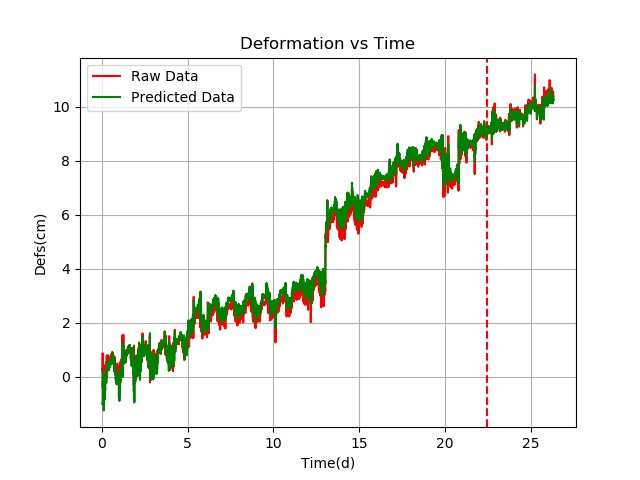 Deformation vs Time
Raw Data
Predicted Data
10
8
6
4
2
0
Defs(cm)
0 5 10 15 20 25
Time(d)